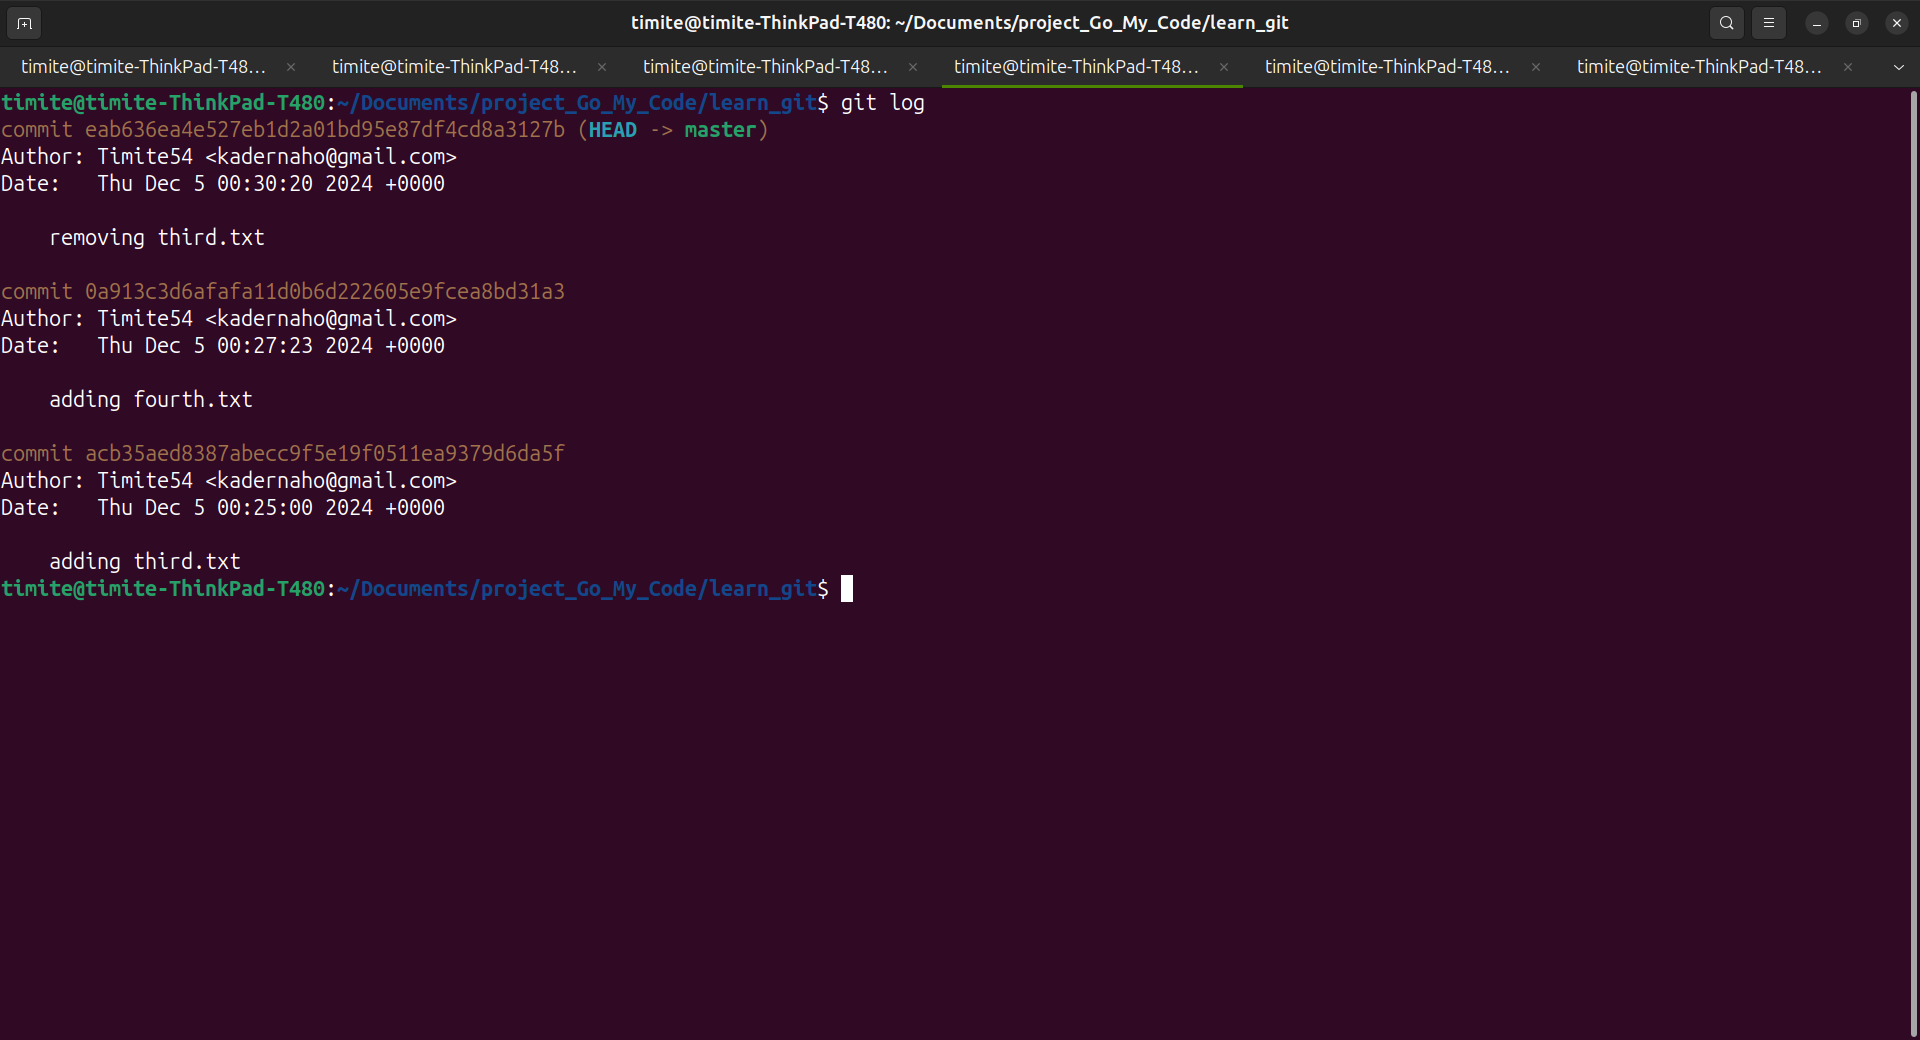 timite@timite-ThinkPad-T480: ~/Documents/project_Go_My_Code/learn_git
timite@timite-ThinkPad-T48... timite@timite-ThinkPad-T48... timite@timite-ThinkPad-T48... timite@timite-ThinkPad-T48... timite@timite-ThinkPad-T48... timite@timite-ThinkPad-T48...
timite@timite-ThinkPad-T480:~/Documents/project_Go_My_Code/learn_git$ git log
commit eab636ea4e527eb1d2a01bd95e87df4cd8a3127b (HEAD -> master)
Author: Timite54 <kadernaho@gmail.com>
Date:   Thu Dec 5 00:30:20 2024 +0000
    removing third.txt
commit 0a913c3d6afafa11d0b6d222605e9fcea8bd31a3
Author: Timite54 <kadernaho@gmail.com>
Date:   Thu Dec 5 00:27:23 2024 +0000
    adding fourth.txt
commit acb35aed8387abecc9f5e19f0511ea9379d6da5f
Author: Timite54 <kadernaho@gmail.com>
Date:   Thu Dec 5 00:25:00 2024 +0000
    adding third.txt
timite@timite-ThinkPad-T480:~/Documents/project_Go_My_Code/learn_git$